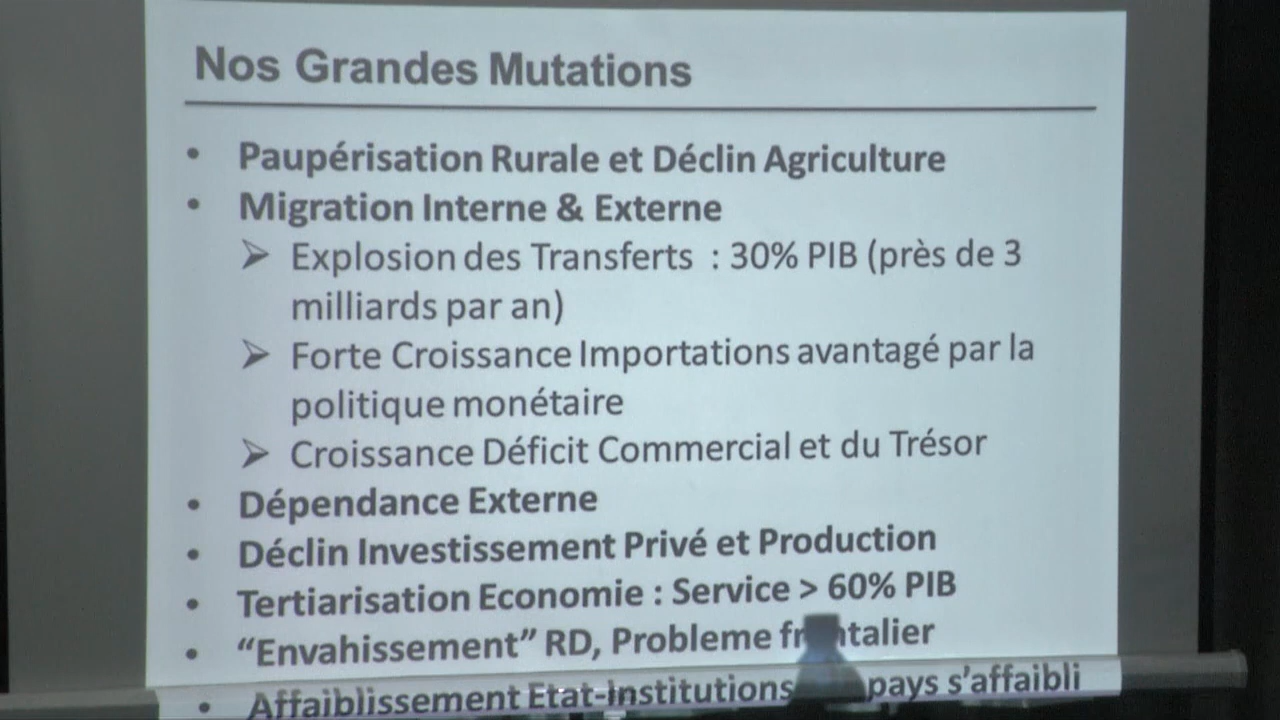 Nos Grandes Mutations
• Paupérisation Rurale et Déclin Agriculture
• Migration Interne & Externe
➢ Explosion des Transferts : 30% PIB (près de 3
milliards par an)
➢ Forte Croissance Importations avantagé par la
politique monétaire
➢ Croissance Déficit Commercial et du Trésor
• Dépendance Externe
• Déclin Investissement Privé et Production
• Tertiarisation Economie : Service > 60% PIB
• “Envahissement” RD, Probleme frontalier
• Affaiblissement Etat-institutions pays s’affaibli